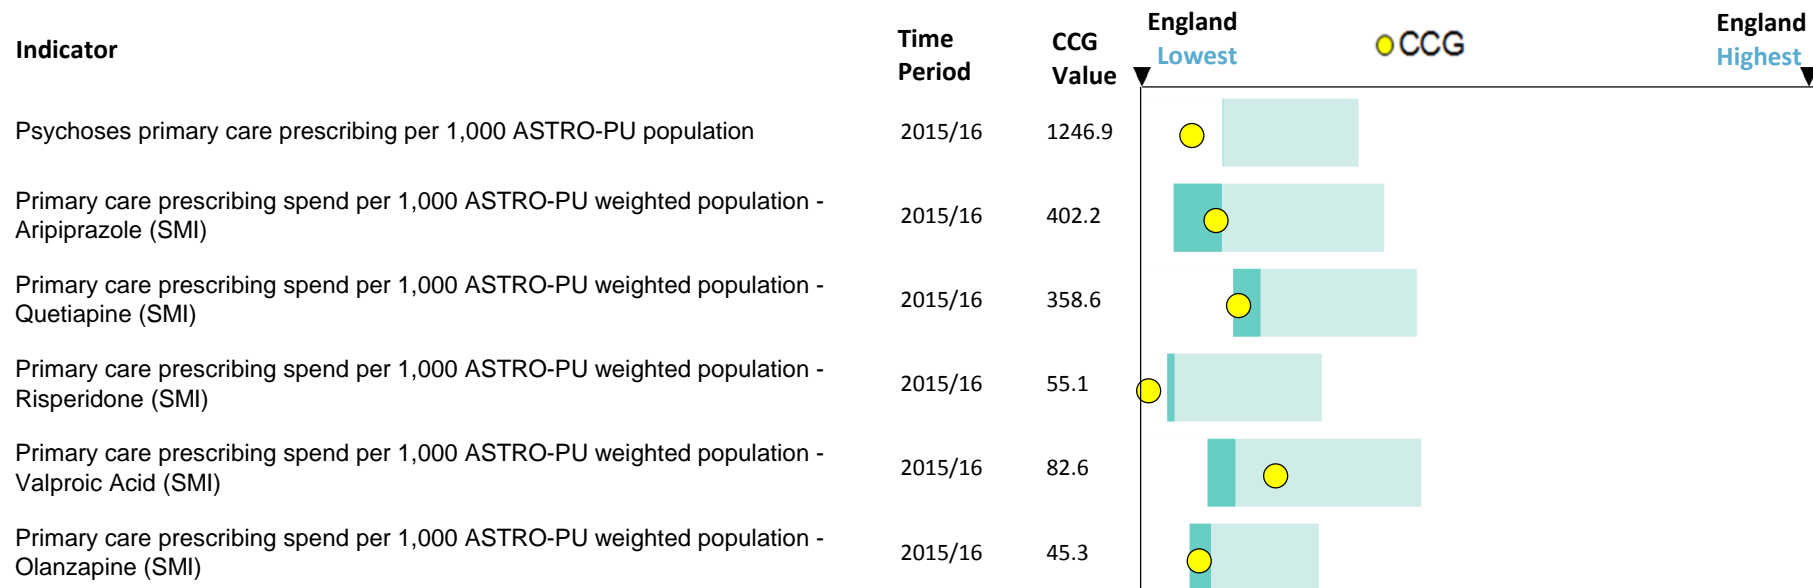 Indicator
Time Period
CCG Value
England Lowest
CCG
England Highest
Psychoses primary care prescribing per 1,000 ASTRO-PU population 2015/16 1246.9
Primary care prescribing spend per 1,000 ASTRO-PU weighted population -
Aripiprazole (SMI) 2015/16 402.2
Primary care prescribing spend per 1,000 ASTRO-PU weighted population -
Quetiapine (SMI) 2015/16 358.6
Primary care prescribing spend per 1,000 ASTRO-PU weighted population -
Risperidone (SMI) 2015/16 55.1
Primary care prescribing spend per 1,000 ASTRO-PU weighted population -
Valproic Acid (SMI) 2015/16 82.6
Primary care prescribing spend per 1,000 ASTRO-PU weighted population -
Olanzapine (SMI) 2015/16 45.3